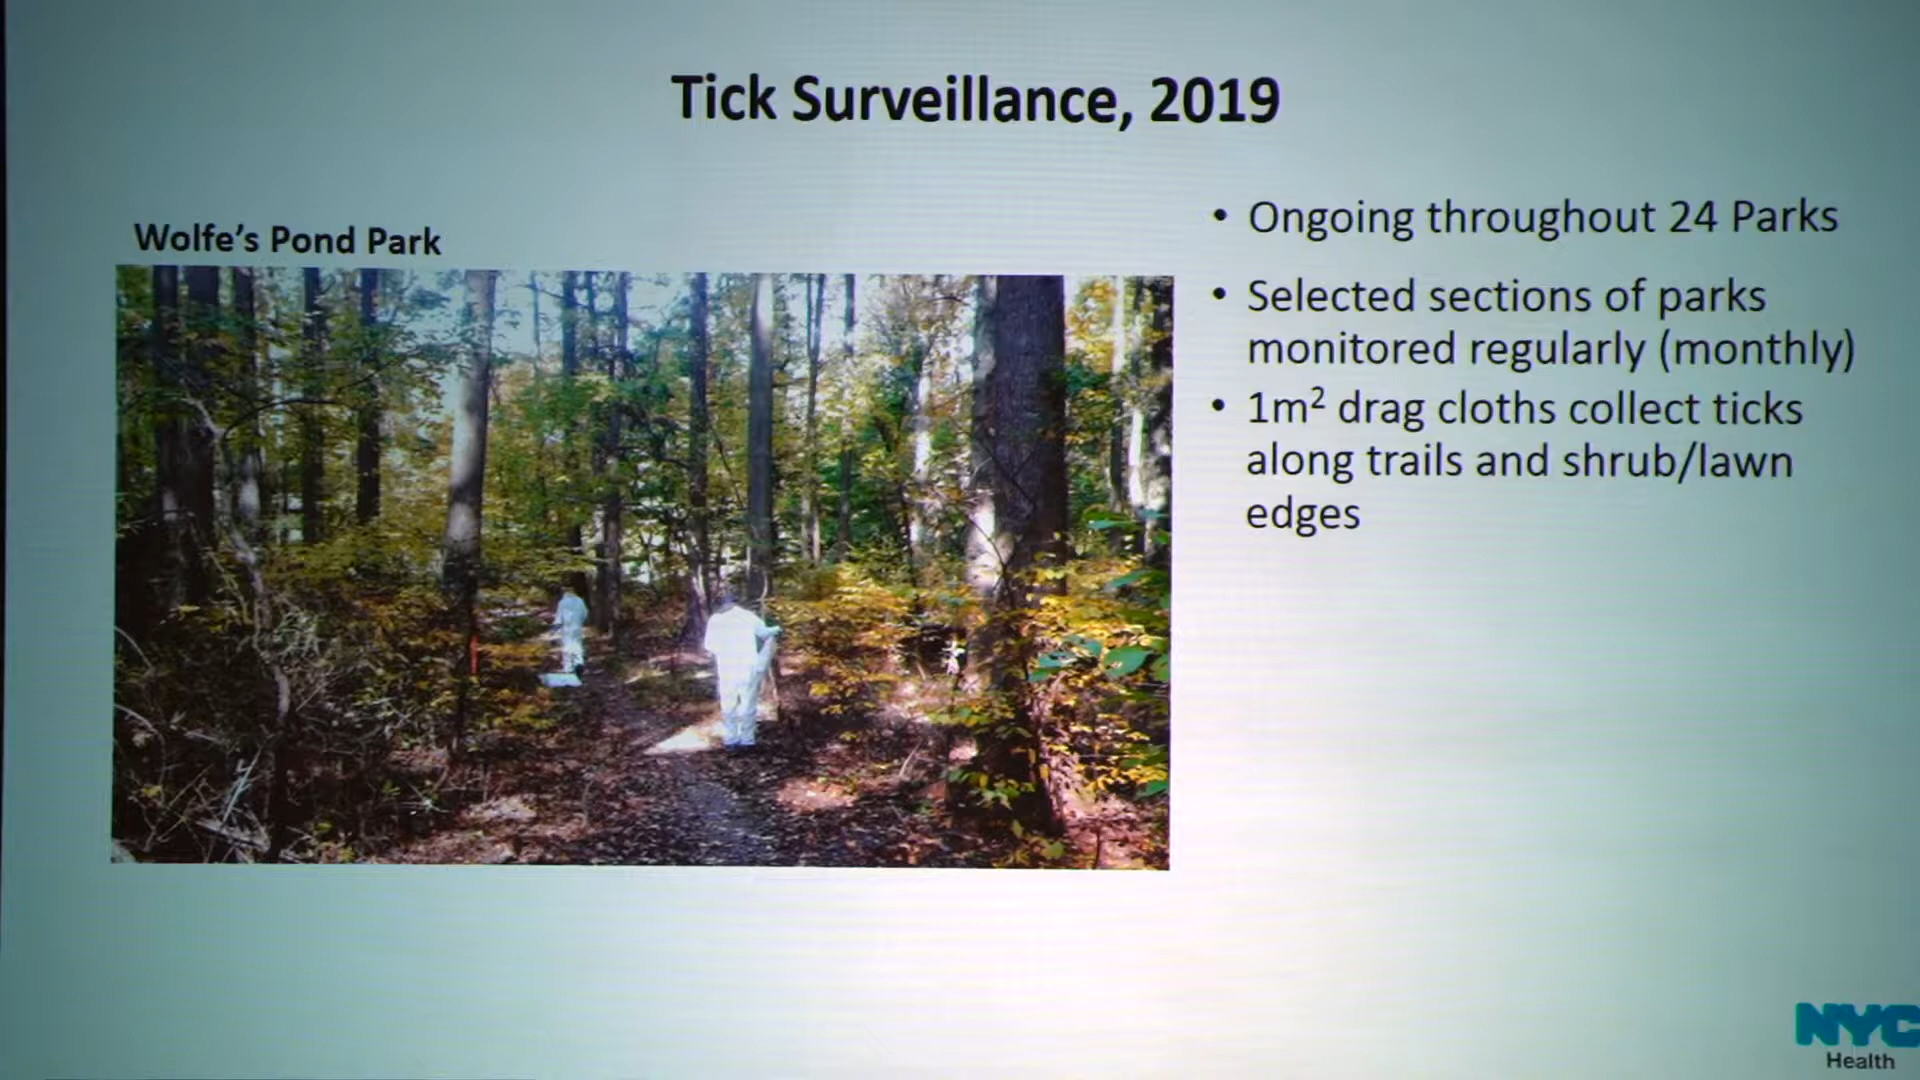 Tick Surveillance, 2019
Wolfe's Pond Park
• Ongoing throughout 24 Parks
• Selected sections of parks
monitored regularly (monthly)
• 1m² drag cloths collect ticks
along trails and shrub/lawn
edges
NYC
Health